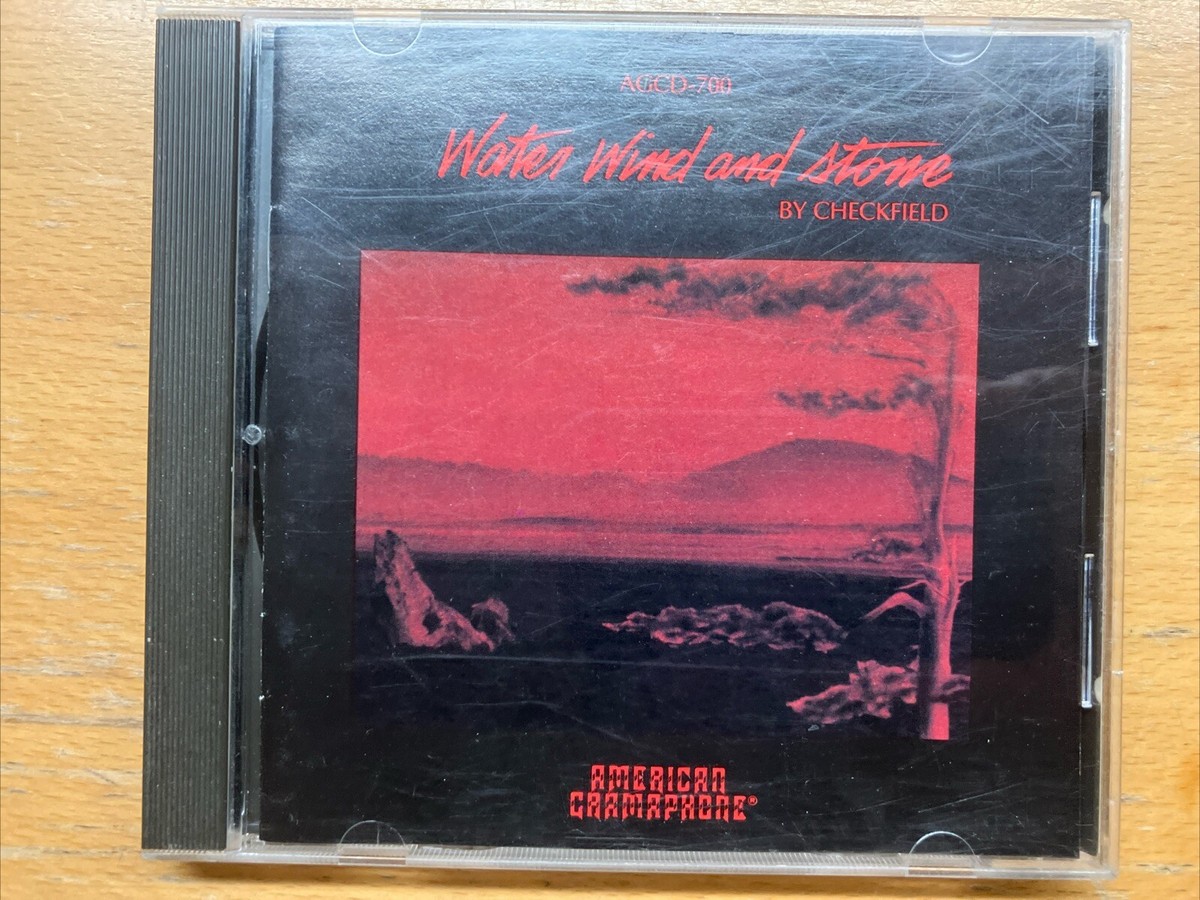 AGCD-700
Water Wind and Stone
BY CHECKFIELD
AMERICAN
GRAMAPHONE®